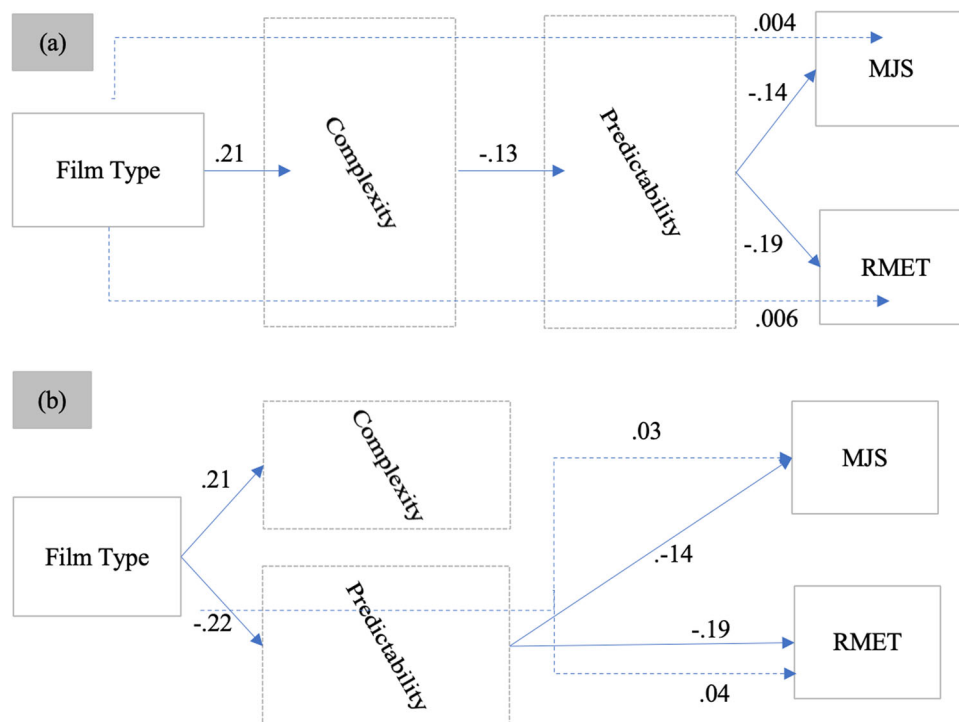 (a)
.004
MJS
-.14
Film Type
.21
Complexity
-.13
Predictability
-.19
RMET
.006
(b)
Complexity
.03
MJS
.21
Film Type
.-14
-.22
Predictability
-.19
RMET
.04